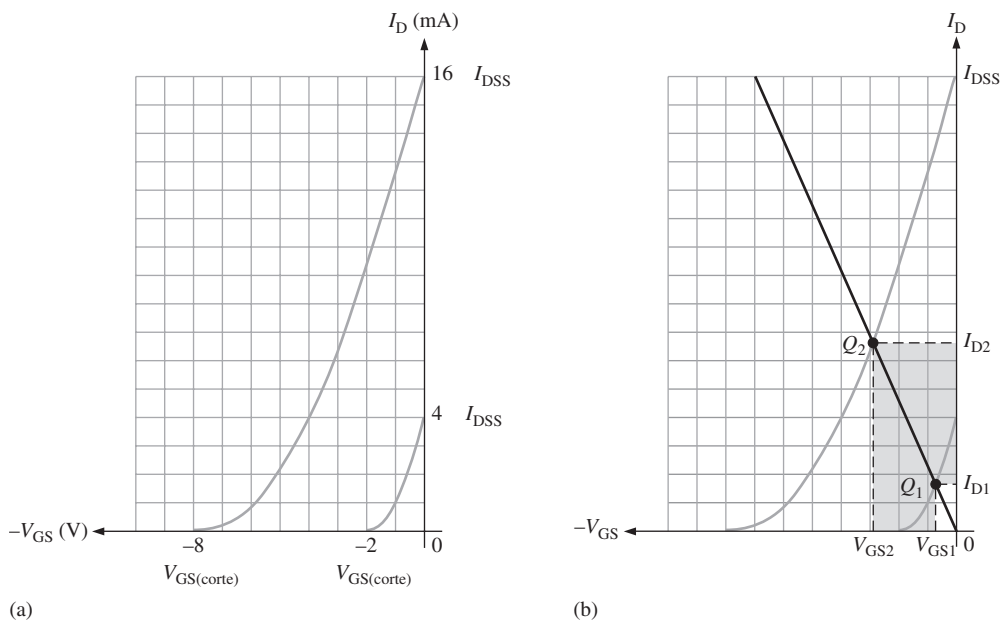 I_D (mA)
16 I_DSS
4 I_DSS
–V_GS (V)
–8 –2 0
V_GS(corte) V_GS(corte)
(a)
I_D
I_DSS
Q_2 I_D2
Q_1 I_D1
–V_GS
V_GS2 V_GS1 0
(b)